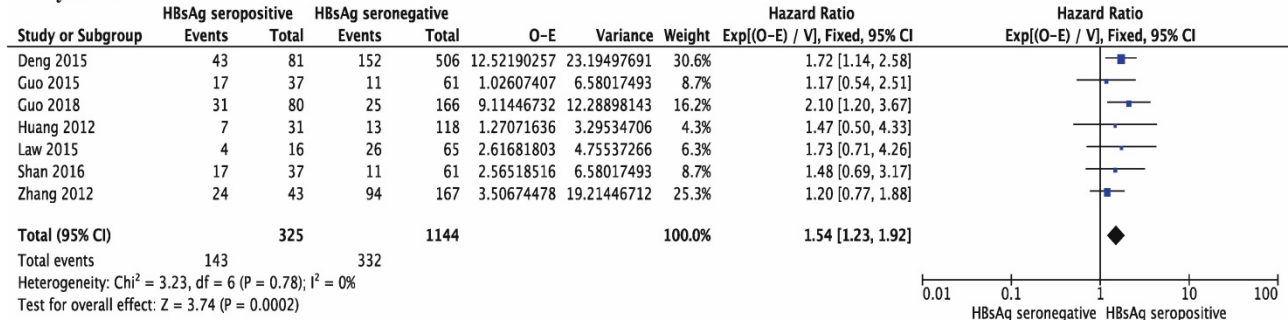 HBsAg seropositive HBsAg seronegative Hazard Ratio Hazard Ratio
Study or Subgroup Events Total Events Total O–E Variance Weight Exp[(O–E) / V], Fixed, 95% CI Exp[(O–E) / V], Fixed, 95% CI
Deng 2015 43 81 152 506 12.52190257 23.19497691 30.6% 1.72 [1.14, 2.58]
Guo 2015 17 37 11 61 1.02607407 6.58017493 8.7% 1.17 [0.54, 2.51]
Guo 2018 31 80 25 166 9.11446732 12.28898143 16.2% 2.10 [1.20, 3.67]
Huang 2012 7 31 13 118 1.27071636 3.29534706 4.3% 1.47 [0.50, 4.33]
Law 2015 4 16 26 65 2.61681803 4.75537266 6.3% 1.73 [0.71, 4.26]
Shan 2016 17 37 11 61 2.56518516 6.58017493 8.7% 1.48 [0.69, 3.17]
Zhang 2012 24 43 94 167 3.50674478 19.21446712 25.3% 1.20 [0.77, 1.88]
Total (95% CI) 325 1144 100.0% 1.54 [1.23, 1.92]
Total events 143 332
Heterogeneity: Chi² = 3.23, df = 6 (P = 0.78); I² = 0%
Test for overall effect: Z = 3.74 (P = 0.0002)
0.01 0.1 1 10 100
HBsAg seronegative HBsAg seropositive